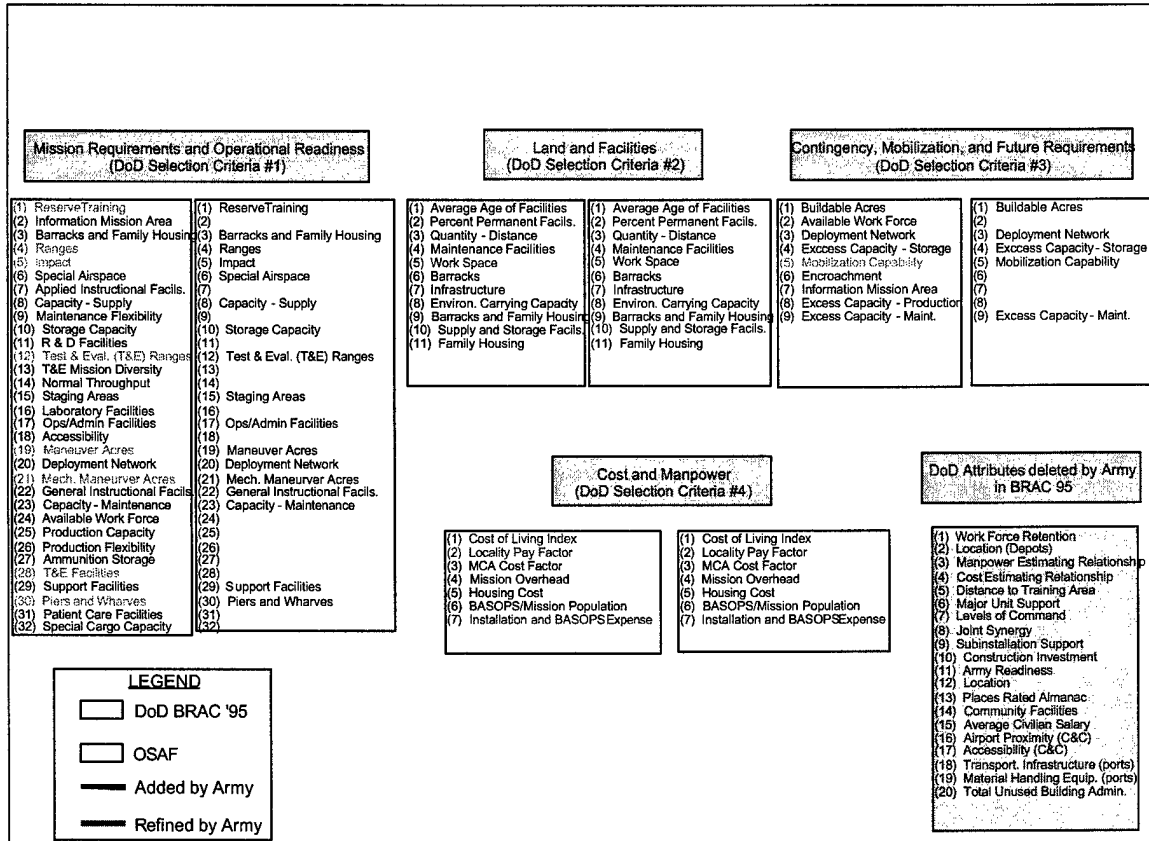 Mission Requirements and Operational Readiness
(DoD Selection Criteria #1)
(1) ReserveTraining
(2) Information Mission Area
(3) Barracks and Family Housing
(4) Ranges
(5) Impact
(6) Special Airspace
(7) Applied Instructional Facils.
(8) Capacity - Supply
(9) Maintenance Flexibility
(10) Storage Capacity
(11) R & D Facilities
(12) Test & Eval. (T&E) Ranges
(13) T&E Mission Diversity
(14) Normal Throughput
(15) Staging Areas
(16) Laboratory Facilities
(17) Ops/Admin Facilities
(18) Accessibility
(19) Maneuver Acres
(20) Deployment Network
(21) Mech. Maneurver Acres
(22) General Instructional Facils.
(23) Capacity - Maintenance
(24) Available Work Force
(25) Production Capacity
(26) Production Flexibility
(27) Ammunition Storage
(28) T&E Facilities
(29) Support Facilities
(30) Piers and Wharves
(31) Patient Care Facilities
(32) Special Cargo Capacity
(1) ReserveTraining
(2)
(3) Barracks and Family Housing
(4) Ranges
(5) Impact
(6) Special Airspace
(7)
(8) Capacity - Supply
(9)
(10) Storage Capacity
(11)
(12) Test & Eval. (T&E) Ranges
(13)
(14)
(15) Staging Areas
(16)
(17) Ops/Admin Facilities
(18)
(19) Maneuver Acres
(20) Deployment Network
(21) Mech. Maneuver Acres
(22) General Instructional Facils.
(23) Capacity - Maintenance
(24)
(25)
(26)
(27)
(28)
(29) Support Facilities
(30) Piers and Wharves
(31)
(32)
Land and Facilities
(DoD Selection Criteria #2)
(1) Average Age of Facilities
(2) Percent Permanent Facils.
(3) Quantity - Distance
(4) Maintenance Facilities
(5) Work Space
(6) Barracks
(7) Infrastructure
(8) Environ. Carrying Capacity
(9) Barracks and Family Housing
(10) Supply and Storage Facils.
(11) Family Housing
(1) Average Age of Facilities
(2) Percent Permanent Facils.
(3) Quantity - Distance
(4) Maintenance Facilities
(5) Work Space
(6) Barracks
(7) Infrastructure
(8) Environ. Carrying Capacity
(9) Barracks and Family Housing
(10) Supply and Storage Facils.
(11) Family Housing
Contingency, Mobilization, and Future Requirements
(DoD Selection Criteria #3)
(1) Buildable Acres
(2) Available Work Force
(3) Deployment Network
(4) Exccess Capacity - Storage
(5) Mobilization Capability
(6) Encroachment
(7) Information Mission Area
(8) Excess Capacity - Production
(9) Excess Capacity - Maint.
(1) Buildable Acres
(2)
(3) Deployment Network
(4) Exccess Capacity - Storage
(5) Mobilization Capability
(6)
(7)
(8)
(9) Excess Capacity - Maint.
Cost and Manpower
(DoD Selection Criteria #4)
(1) Cost of Living Index
(2) Locality Pay Factor
(3) MCA Cost Factor
(4) Mission Overhead
(5) Housing Cost
(6) BASOPS/Mission Population
(7) Installation and BASOPSExpense
(1) Cost of Living Index
(2) Locality Pay Factor
(3) MCA Cost Factor
(4) Mission Overhead
(5) Housing Cost
(6) BASOPS/Mission Population
(7) Installation and BASOPSExpense
DoD Attributes deleted by Army
in BRAC 95
(1) Work Force Retention
(2) Location (Depots)
(3) Manpower Estimating Relationship
(4) Cost Estimating Relationship
(5) Distance to Training Area
(6) Major Unit Support
(7) Levels of Command
(8) Joint Synergy
(9) Subinstallation Support
(10) Construction Investment
(11) Army Readiness
(12) Location
(13) Places Rated Almanac
(14) Community Facilities
(15) Average Civilian Salary
(16) Airport Proximity (C&C)
(17) Accessibility (C&C)
(18) Transport. Infrastructure (ports)
(19) Material Handling Equip. (ports)
(20) Total Unused Building Admin.
LEGEND
DoD BRAC '95
OSAF
Added by Army
Refined by Army